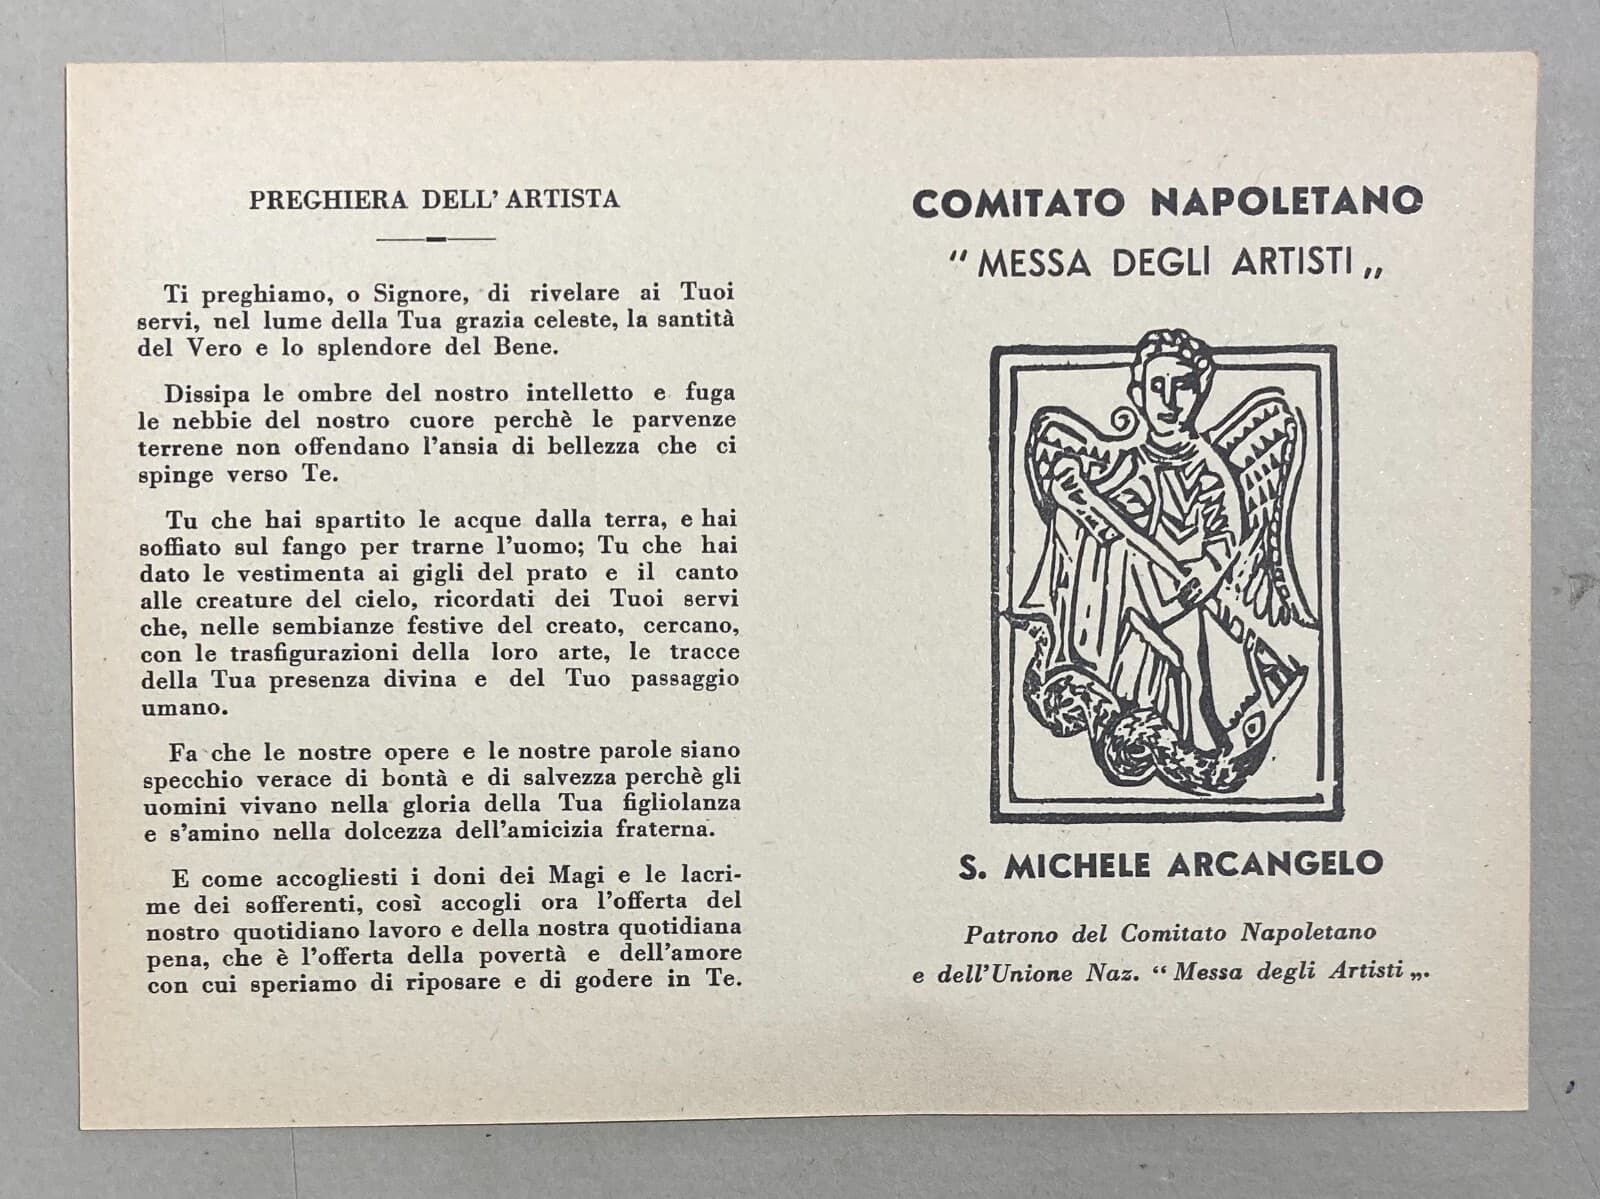 PREGHIERA DELL' ARTISTA
Ti preghiamo, o Signore, di rivelare ai Tuoi
servi, nel lume della Tua grazia celeste, la santità
del Vero e lo splendore del Bene.
Dissipa le ombre del nostro intelletto e fuga
le nebbie del nostro cuore perchè le parvenze
terrene non offendano l'ansia di bellezza che ci
spinge verso Te.
Tu che hai spartito le acque dalla terra, e hai
soffiato sul fango per trarne l'uomo; Tu che hai
dato le vestimenta ai gigli del prato e il canto
alle creature del cielo, ricordati dei Tuoi servi
che, nelle sembianze festive del creato, cercano,
con le trasfigurazioni della loro arte, le tracce
della Tua presenza divina e del Tuo passaggio
umano.
Fa che le nostre opere e le nostre parole siano
specchio verace di bontà e di salvezza perchè gli
uomini vivano nella gloria della Tua figliolanza
e s'amino nella dolcezza dell'amicizia fraterna.
E come accogliesti i doni dei Magi e le lacri-
me dei sofferenti, così accogli ora l'offerta del
nostro quotidiano lavoro e della nostra quotidiana
pena, che è l'offerta della povertà e dell'amore
con cui speriamo di riposare e di godere in Te.
COMITATO NAPOLETANO
" MESSA DEGLI ARTISTI „
S. MICHELE ARCANGELO
Patrono del Comitato Napoletano
e dell'Unione Naz. “ Messa degli Artisti „.